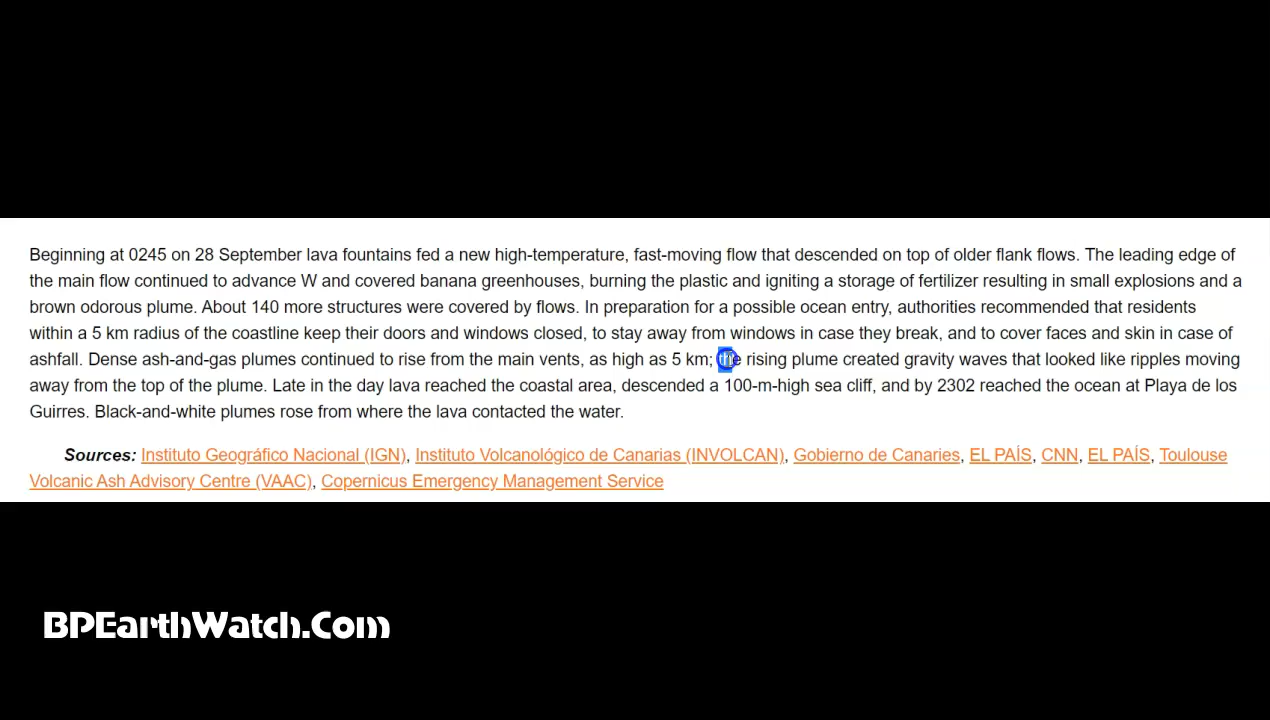 Beginning at 0245 on 28 September lava fountains fed a new high-temperature, fast-moving flow that descended on top of older flank flows. The leading edge of
the main flow continued to advance W and covered banana greenhouses, burning the plastic and igniting a storage of fertilizer resulting in small explosions and a
brown odorous plume. About 140 more structures were covered by flows. In preparation for a possible ocean entry, authorities recommended that residents
within a 5 km radius of the coastline keep their doors and windows closed, to stay away from windows in case they break, and to cover faces and skin in case of
ashfall. Dense ash-and-gas plumes continued to rise from the main vents, as high as 5 km; the rising plume created gravity waves that looked like ripples moving
away from the top of the plume. Late in the day lava reached the coastal area, descended a 100-m-high sea cliff, and by 2302 reached the ocean at Playa de los
Guirres. Black-and-white plumes rose from where the lava contacted the water.
Sources: Instituto Geográfico Nacional (IGN), Instituto Volcanológico de Canarias (INVOLCAN), Gobierno de Canaries, EL PAÍS, CNN, EL PAÍS, Toulouse
Volcanic Ash Advisory Centre (VAAC), Copernicus Emergency Management Service
BPEarthWatch.Com